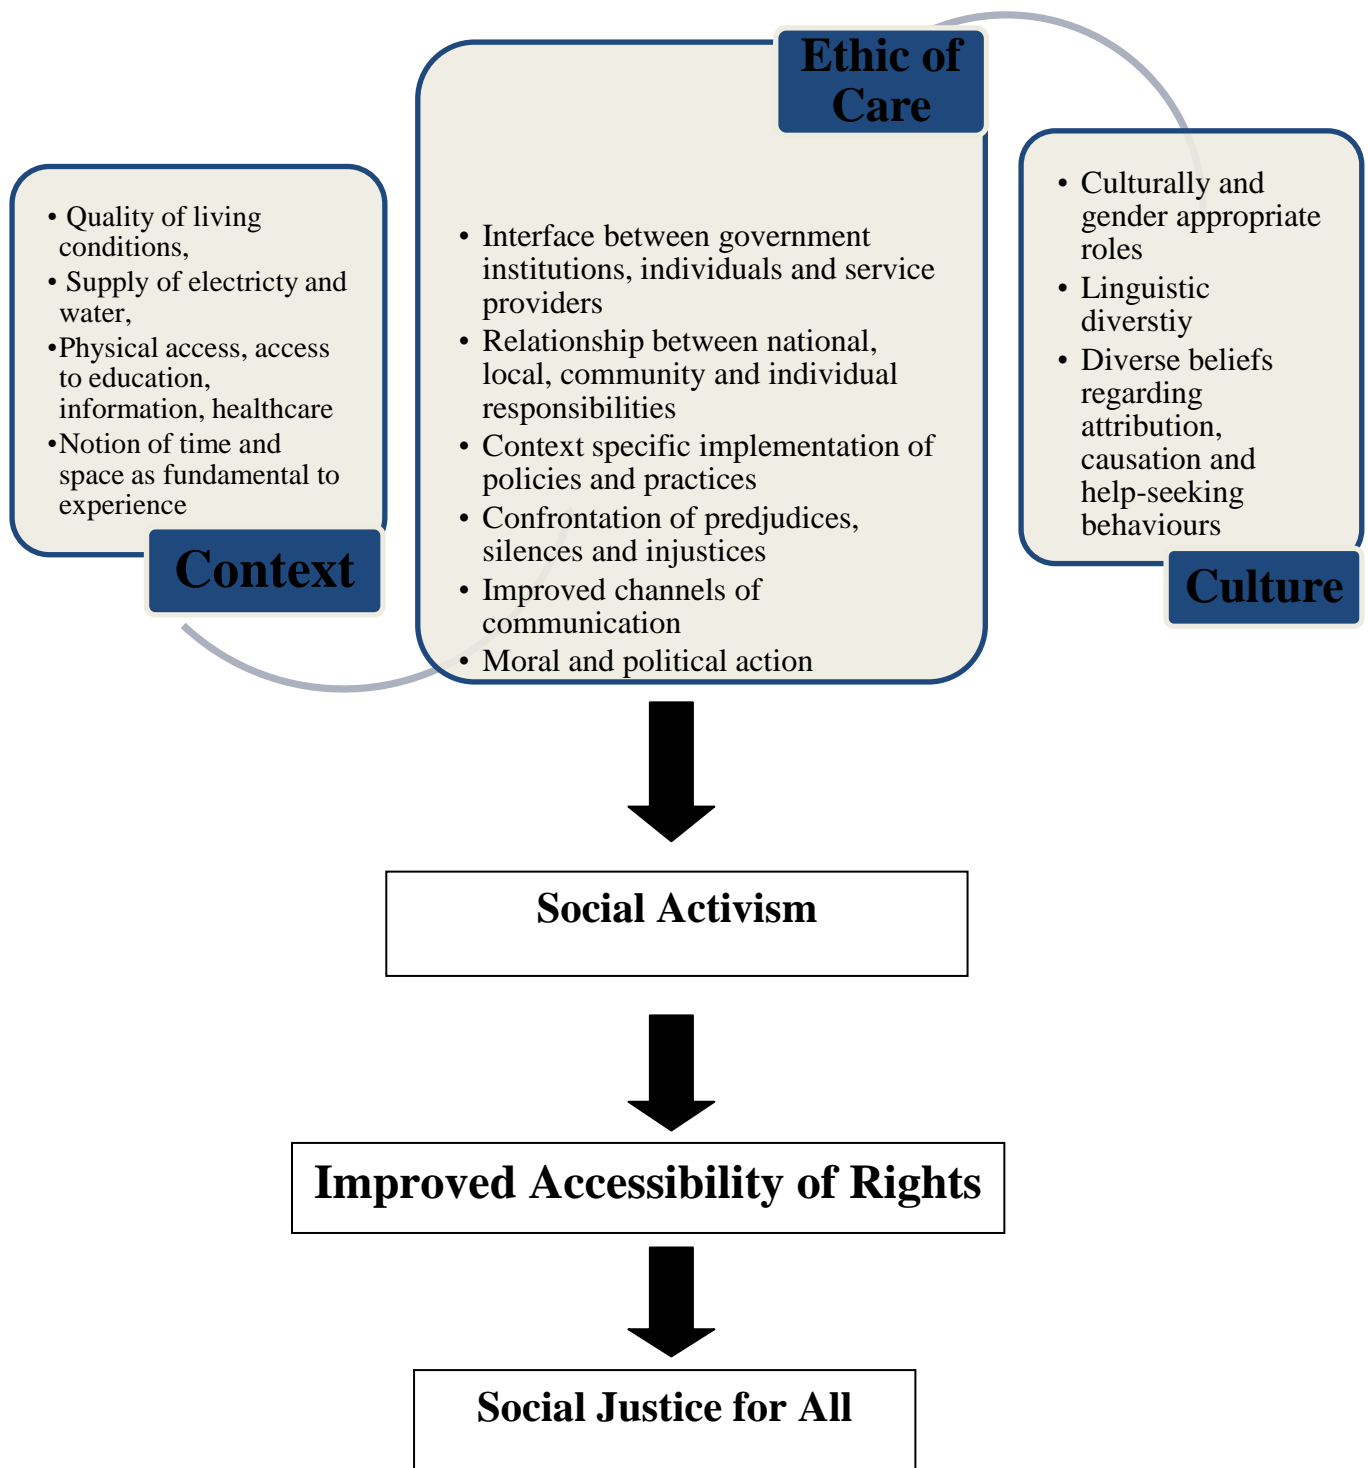 • Quality of living
conditions,
• Supply of electricty and
water,
•Physical access, access
to education,
information, healthcare
•Notion of time and
space as fundamental to
experience
Context
Ethic of
Care
• Interface between government
institutions, individuals and service
providers
• Relationship between national,
local, community and individual
responsibilities
• Context specific implementation of
policies and practices
• Confrontation of predjudices,
silences and injustices
• Improved channels of
communication
• Moral and political action
• Culturally and
gender appropriate
roles
• Linguistic
diverstiy
• Diverse beliefs
regarding
attribution,
causation and
help-seeking
behaviours
Culture
Social Activism
Improved Accessibility of Rights
Social Justice for All